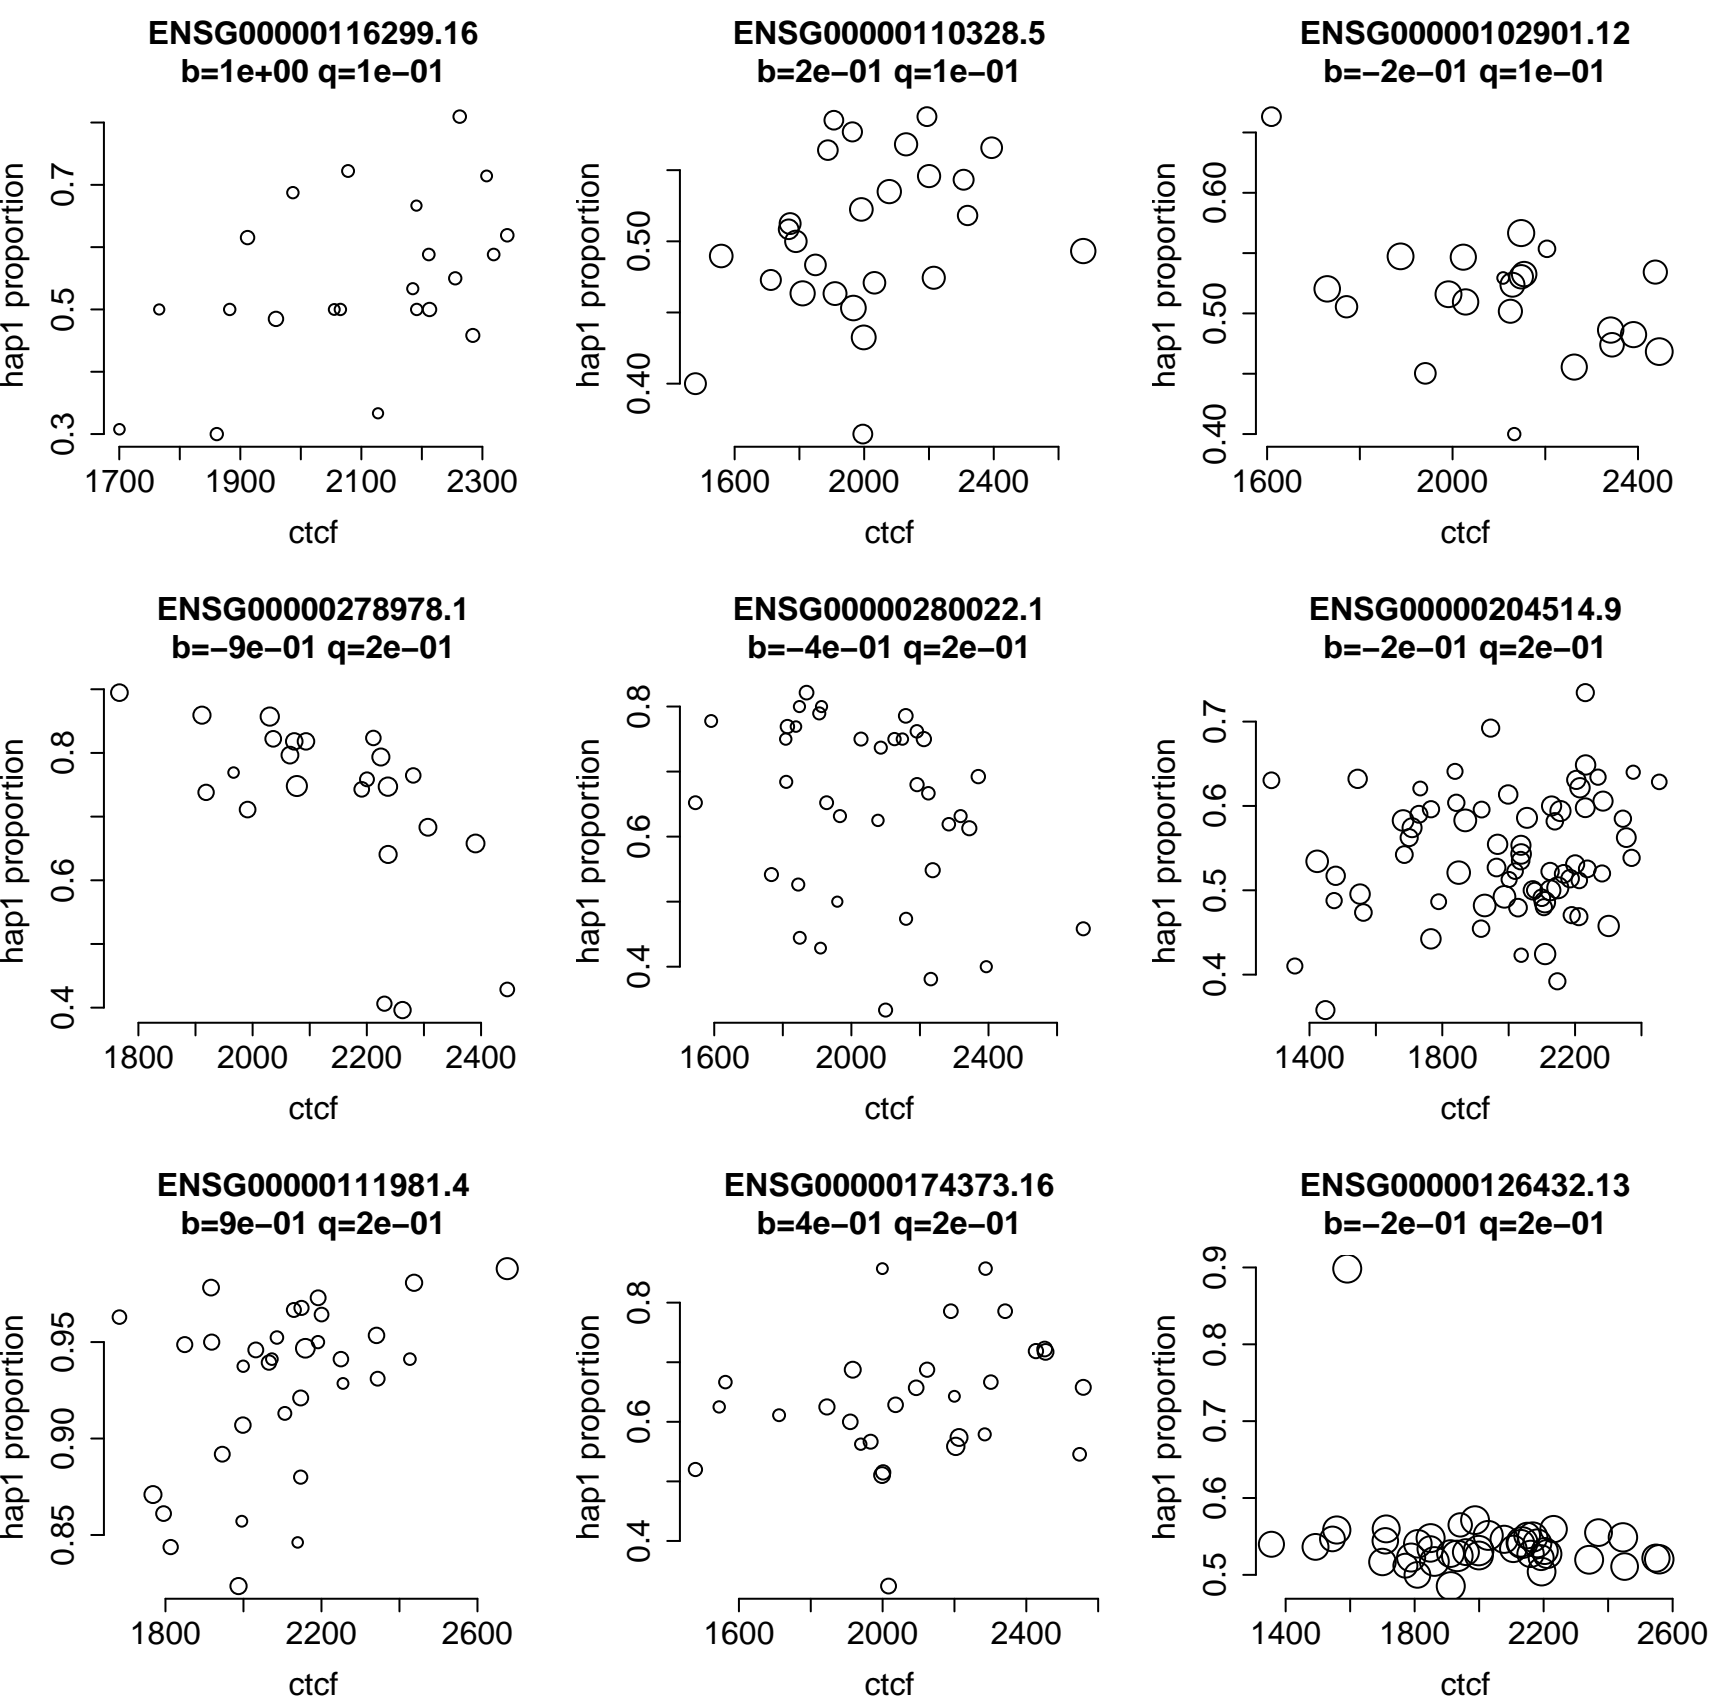 ENSG00000116299.16
b=1e+00 q=1e−01
hap1 proportion
0.3 0.5 0.7
1700 1900 2100 2300
ctcf
ENSG00000110328.5
b=2e−01 q=1e−01
hap1 proportion
0.40 0.50
1600 2000 2400
ctcf
ENSG00000102901.12
b=−2e−01 q=1e−01
hap1 proportion
0.40 0.50 0.60
1600 2000 2400
ctcf
ENSG00000278978.1
b=−9e−01 q=2e−01
hap1 proportion
0.4 0.6 0.8
1800 2000 2200 2400
ctcf
ENSG00000280022.1
b=−4e−01 q=2e−01
hap1 proportion
0.4 0.6 0.8
1600 2000 2400
ctcf
ENSG00000204514.9
b=−2e−01 q=2e−01
hap1 proportion
0.4 0.5 0.6 0.7
1400 1800 2200
ctcf
ENSG00000111981.4
b=9e−01 q=2e−01
hap1 proportion
0.85 0.90 0.95
1800 2200 2600
ctcf
ENSG00000174373.16
b=4e−01 q=2e−01
hap1 proportion
0.4 0.6 0.8
1600 2000 2400
ctcf
ENSG00000126432.13
b=−2e−01 q=2e−01
hap1 proportion
0.5 0.6 0.7 0.8 0.9
1400 1800 2200 2600
ctcf